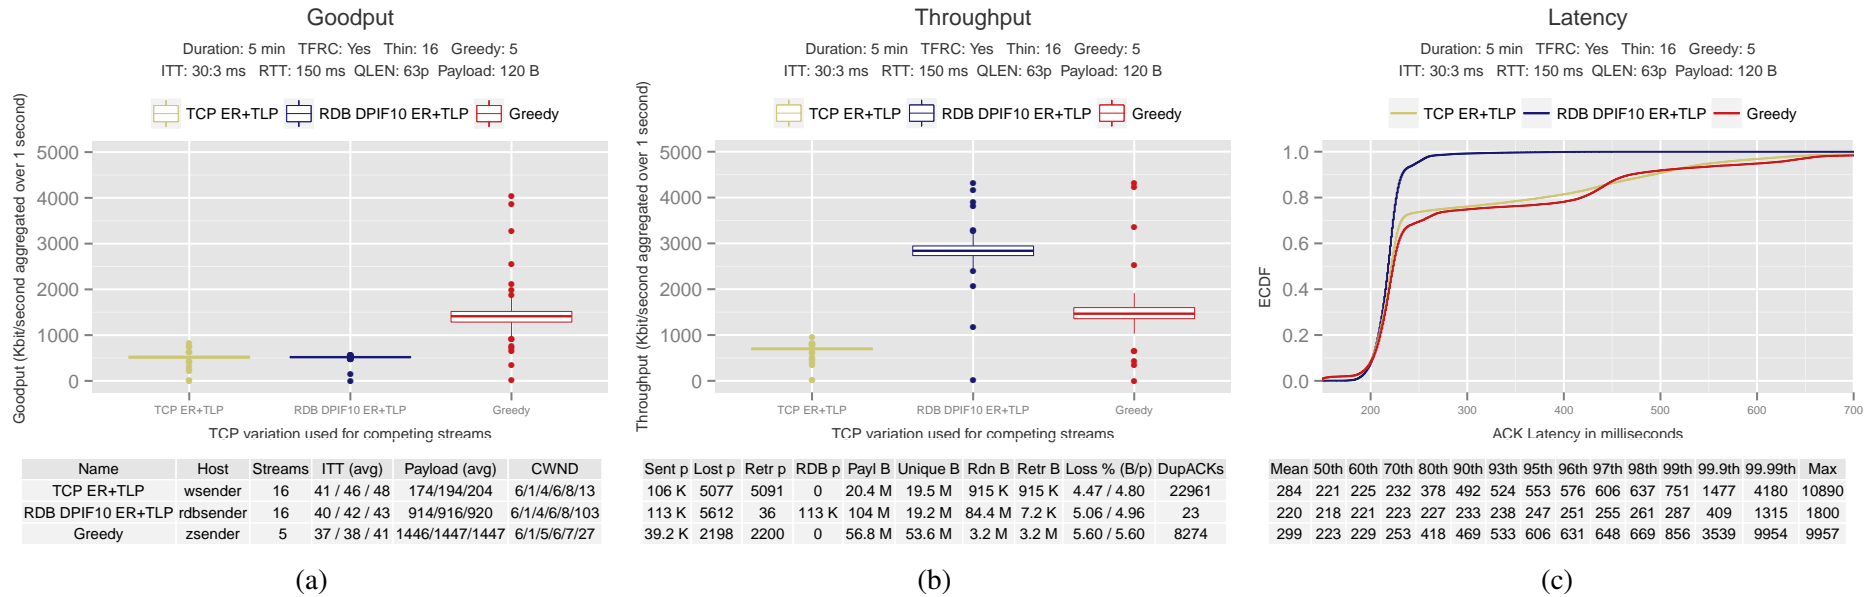 Goodput
Duration: 5 min TFRC: Yes Thin: 16 Greedy: 5
ITT: 30:3 ms RTT: 150 ms QLEN: 63p Payload: 120 B
TCP ER+TLP RDB DPIF10 ER+TLP Greedy
Goodput (Kbit/second aggregated over 1 second)
5000
4000
3000
2000
1000
0
TCP ER+TLP RDB DPIF10 ER+TLP Greedy
TCP variation used for competing streams
Name Host Streams ITT (avg) Payload (avg) CWND
TCP ER+TLP wsender 16 41 / 46 / 48 174/194/204 6/1/4/6/8/13
RDB DPIF10 ER+TLP rdbsender 16 40 / 42 / 43 914/916/920 6/1/4/6/8/103
Greedy zsender 5 37 / 38 / 41 1446/1447/1447 6/1/5/6/7/27
(a)
Throughput
Duration: 5 min TFRC: Yes Thin: 16 Greedy: 5
ITT: 30:3 ms RTT: 150 ms QLEN: 63p Payload: 120 B
TCP ER+TLP RDB DPIF10 ER+TLP Greedy
Throughput (Kbit/second aggregated over 1 second)
5000
4000
3000
2000
1000
0
TCP ER+TLP RDB DPIF10 ER+TLP Greedy
TCP variation used for competing streams
Sent p Lost p Retr p RDB p Payl B Unique B Rdn B Retr B Loss % (B/p) DupACKs
106 K 5077 5091 0 20.4 M 19.5 M 915 K 915 K 4.47 / 4.80 22961
113 K 5612 36 113 K 104 M 19.2 M 84.4 M 7.2 K 5.06 / 4.96 23
39.2 K 2198 2200 0 56.8 M 53.6 M 3.2 M 3.2 M 5.60 / 5.60 8274
(b)
Latency
Duration: 5 min TFRC: Yes Thin: 16 Greedy: 5
ITT: 30:3 ms RTT: 150 ms QLEN: 63p Payload: 120 B
TCP ER+TLP RDB DPIF10 ER+TLP Greedy
ECDF
1.0
0.8
0.6
0.4
0.2
0.0
200 300 400 500 600 700
ACK Latency in milliseconds
Mean 50th 60th 70th 80th 90th 93th 95th 96th 97th 98th 99th 99.9th 99.99th Max
284 221 225 232 378 492 524 553 576 606 637 751 1477 4180 10890
220 218 221 223 227 233 238 247 251 255 261 287 409 1315 1800
299 223 229 253 418 469 533 606 631 648 669 856 3539 9954 9957
(c)